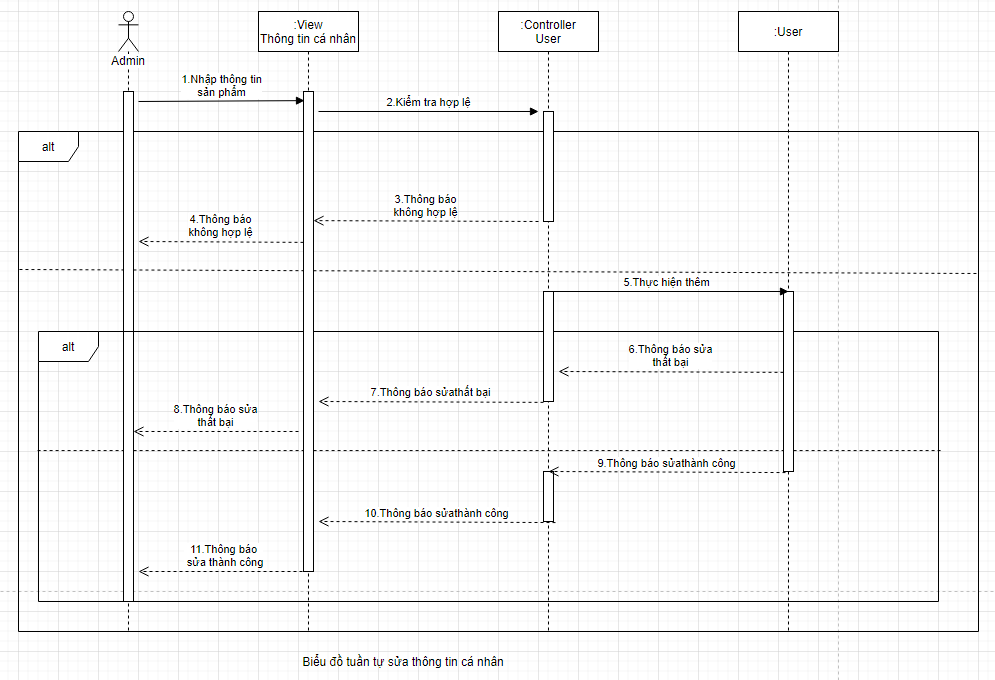 :View
Thông tin cá nhân
:Controller
User
:User
Admin
1.Nhập thông tin
sản phẩm
2.Kiểm tra hợp lệ
alt
3.Thông báo
không hợp lệ
4.Thông báo
không hợp lệ
5.Thực hiện thêm
alt
6.Thông báo sửa
thất bại
7.Thông báo sửathất bại
8.Thông báo sửa
thất bại
9.Thông báo sửathành công
10.Thông báo sửathành công
11.Thông báo
sửa thành công
Biểu đồ tuần tự sửa thông tin cá nhân